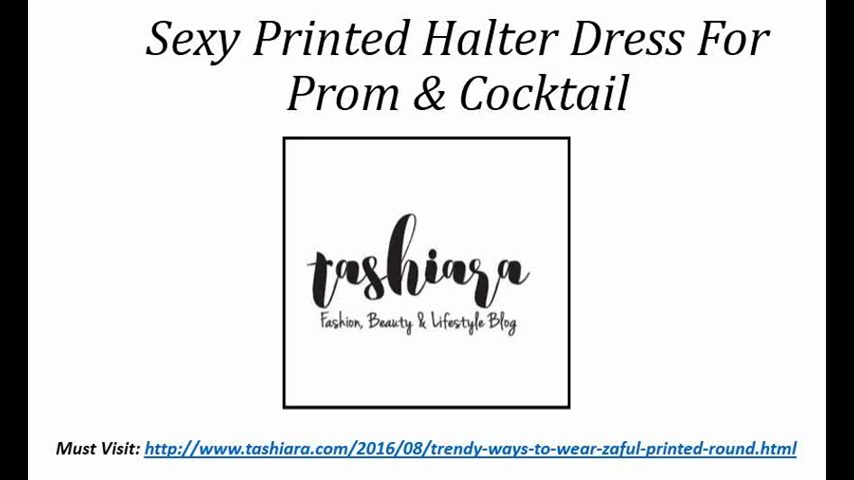 Sexy Printed Halter Dress For
Prom & Cocktail
tashiara
Fashion, Beauty & Lifestyle Blog
Must Visit: http://www.tashiara.com/2016/08/trendy-ways-to-wear-zaful-printed-round.html